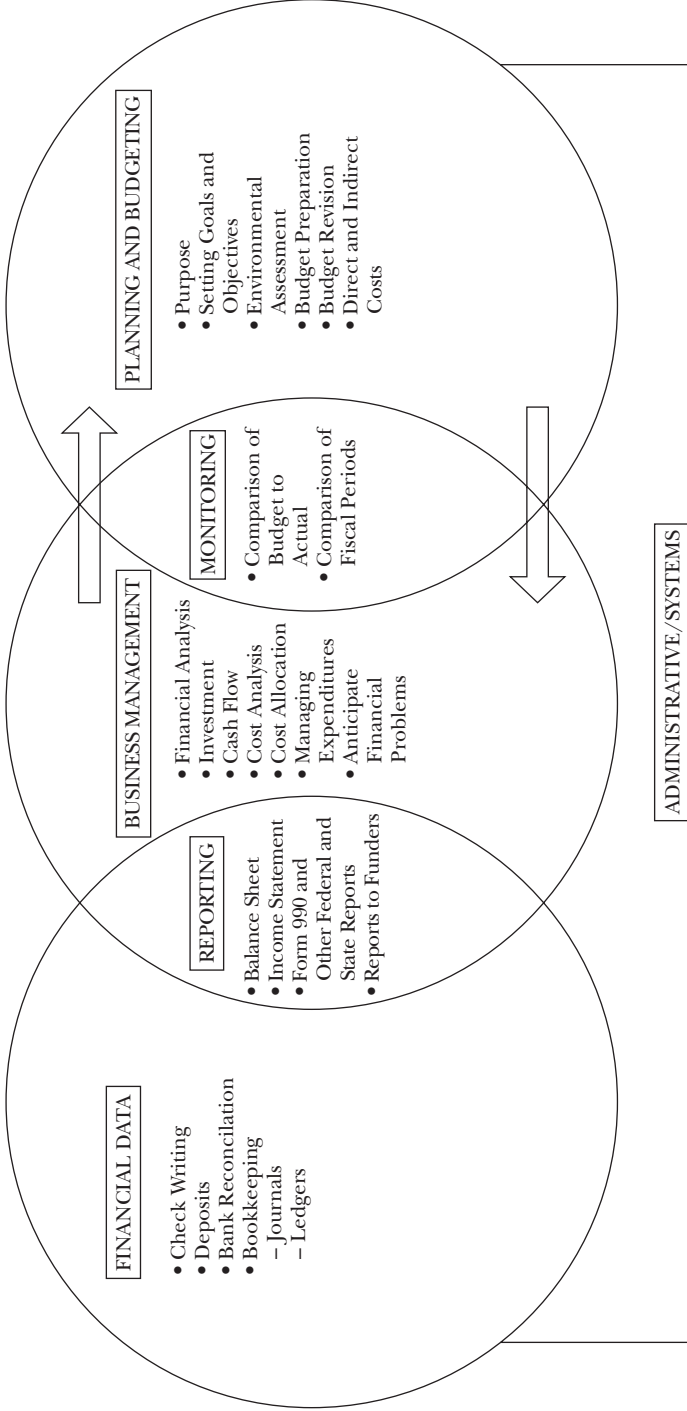 FINANCIAL DATA
• Check Writing
• Deposits
• Bank Reconcilation
• Bookkeeping
– Journals
– Ledgers
REPORTING
• Balance Sheet
• Income Statement
• Form 990 and
Other Federal and
State Reports
• Reports to Funders
BUSINESS MANAGEMENT
• Financial Analysis
• Investment
• Cash Flow
• Cost Analysis
• Cost Allocation
• Managing
Expenditures
• Anticipate
Financial
Problems
MONITORING
• Comparison of
Budget to
Actual
• Comparison of
Fiscal Periods
PLANNING AND BUDGETING
• Purpose
• Setting Goals and
Objectives
• Environmental
Assessment
• Budget Preparation
• Budget Revision
• Direct and Indirect
Costs
ADMINISTRATIVE/SYSTEMS